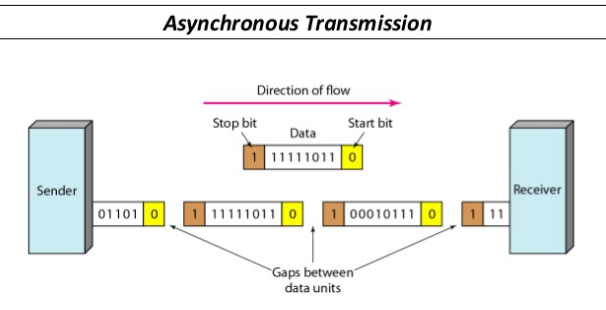 Asynchronous Transmission
Direction of flow
Stop bit Data Start bit
1 11111011 0
Sender
Receiver
01101 0 1 11111011 0 1 00010111 0 1 11
Gaps between
data units